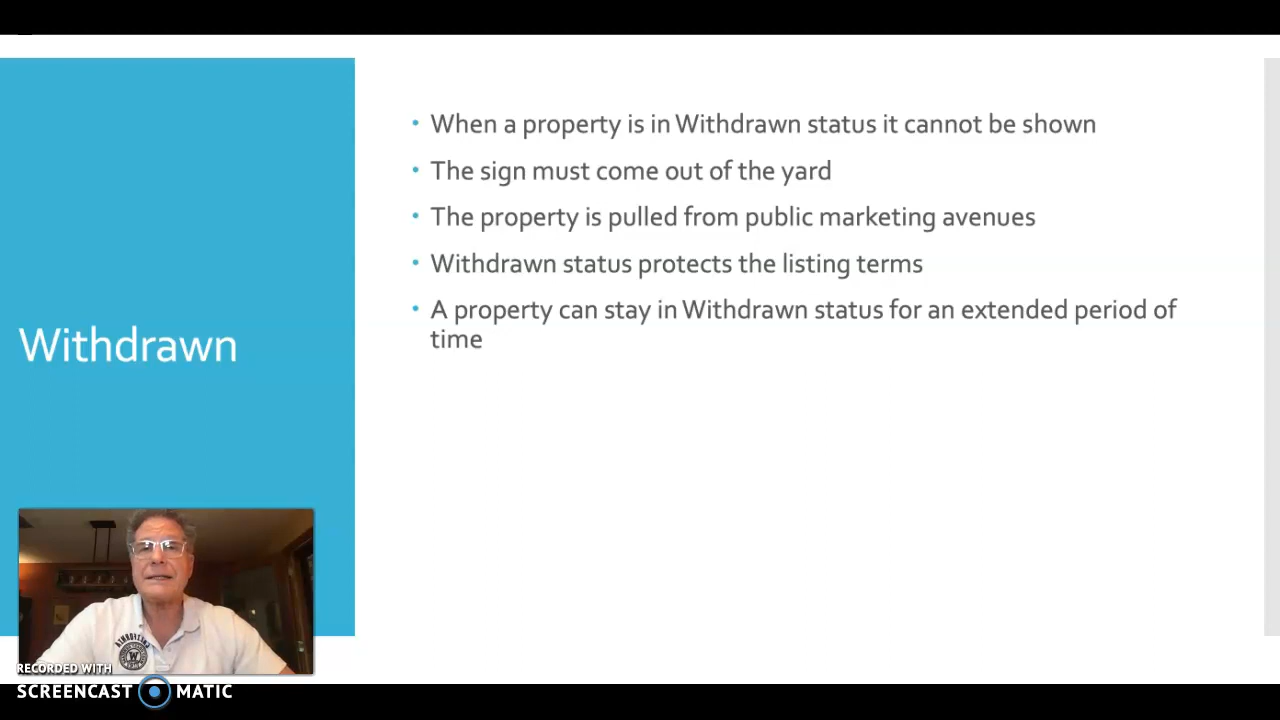 When a property is in Withdrawn status it cannot be shown
The sign must come out of the yard
The property is pulled from public marketing avenues
Withdrawn status protects the listing terms
A property can stay in Withdrawn status for an extended period of
time
Withdrawn
RECORDED WITH
SCREENCAST MATIC